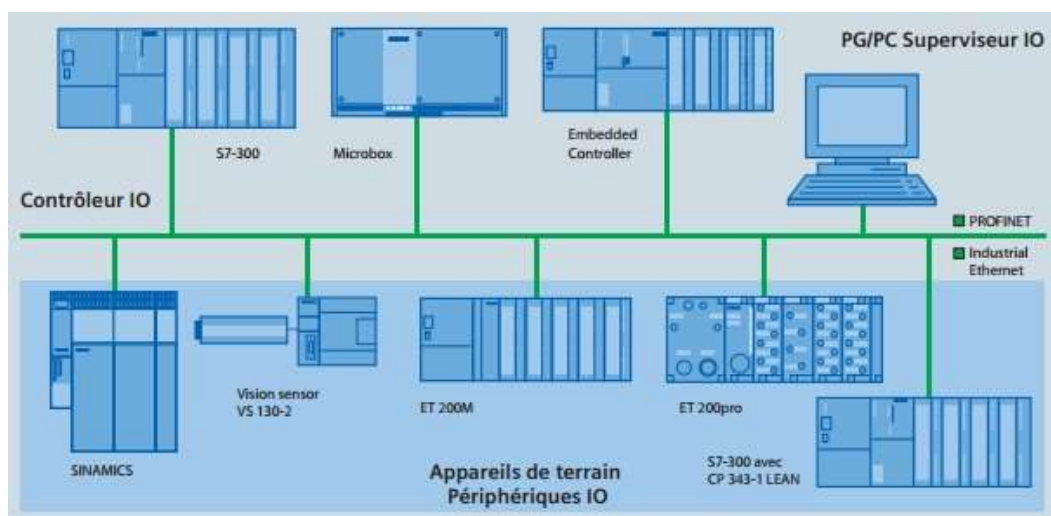 PG/PC Superviseur IO
S7-300
Microbox
Embedded
Controller
Contrôleur IO
PROFINET
Industrial
Ethernet
Vision sensor
VS 130-2
ET 200M
ET 200pro
SINAMICS
S7-300 avec
CP 343-1 LEAN
Appareils de terrain
Périphériques IO